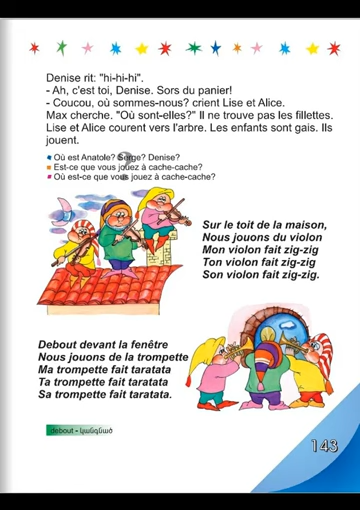 Denise rit: "hi-hi-hi".
- Ah, c'est toi, Denise. Sors du panier!
- Coucou, où sommes-nous? crient Lise et Alice.
Max cherche. "Où sont-elles?" Il ne trouve pas les fillettes.
Lise et Alice courent vers l'arbre. Les enfants sont gais. Ils
jouent.
Où est Anatole? Serge? Denise?
Est-ce que vous jouez à cache-cache?
Où est-ce que vous jouez à cache-cache?
Sur le toit de la maison,
Nous jouons du violon
Mon violon fait zig-zig
Ton violon fait zig-zig
Son violon fait zig-zig.
Debout devant la fenêtre
Nous jouons de la trompette
Ma trompette fait taratata
Ta trompette fait taratata
Sa trompette fait taratata.
debout - կանգնած
143